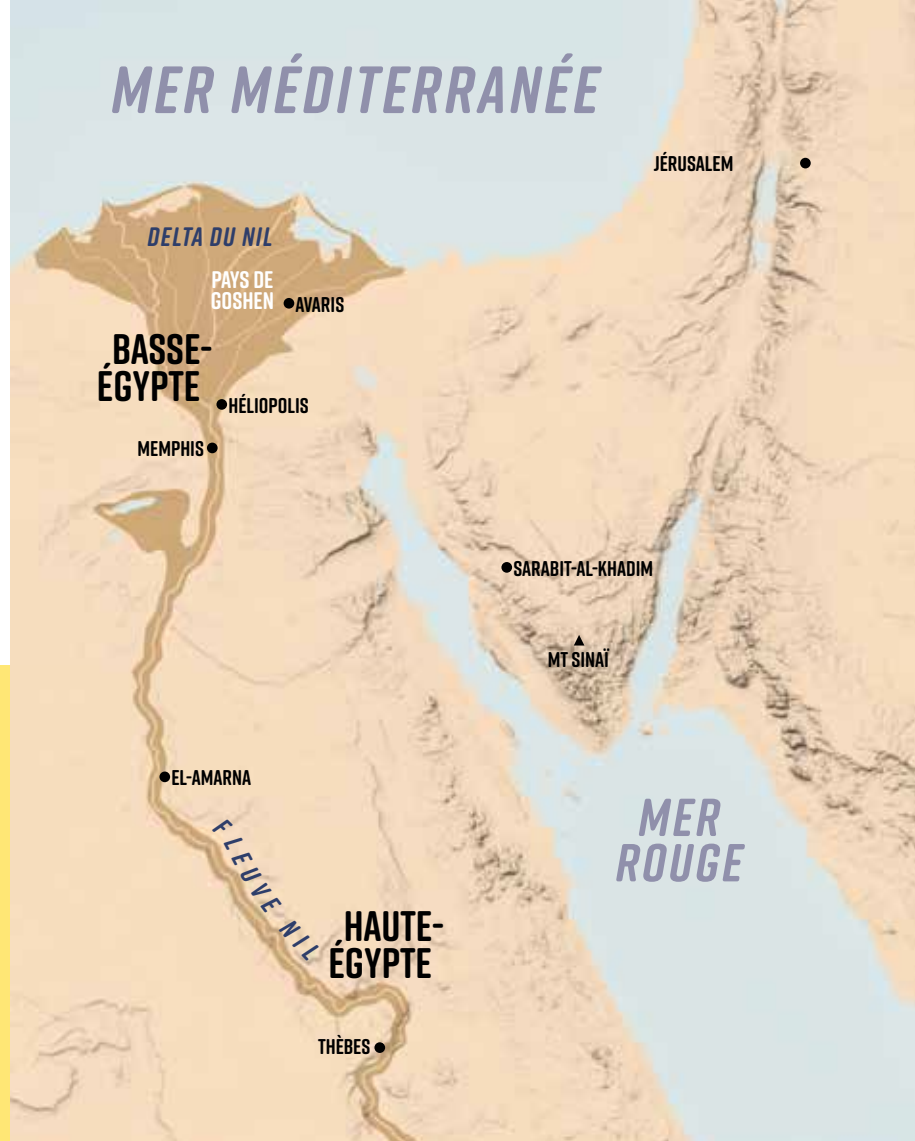 MER MÉDITERRANÉE
JÉRUSALEM
DELTA DU NIL
PAYS DE
GOSHEN
AVARIS
BASSE-
ÉGYPTE
HÉLIOPOLIS
MEMPHIS
SARABIT-AL-KHADIM
MT SINAÏ
EL-AMARNA
FLEUVE NIL
MER
ROUGE
HAUTE-
ÉGYPTE
THÈBES